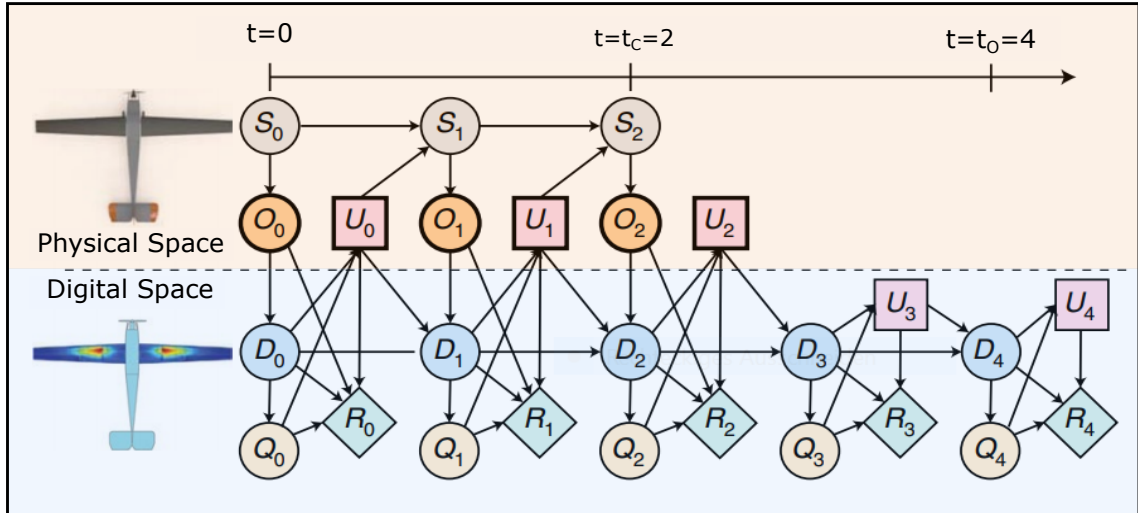 t=0 t=t_C=2 t=t_O=4
S_0 S_1 S_2
O_0 U_0 O_1 U_1 O_2 U_2
Physical Space
Digital Space
U_3 U_4
D_0 D_1 D_2 D_3 D_4
R_0 R_1 R_2 R_3 R_4
Q_0 Q_1 Q_2 Q_3 Q_4